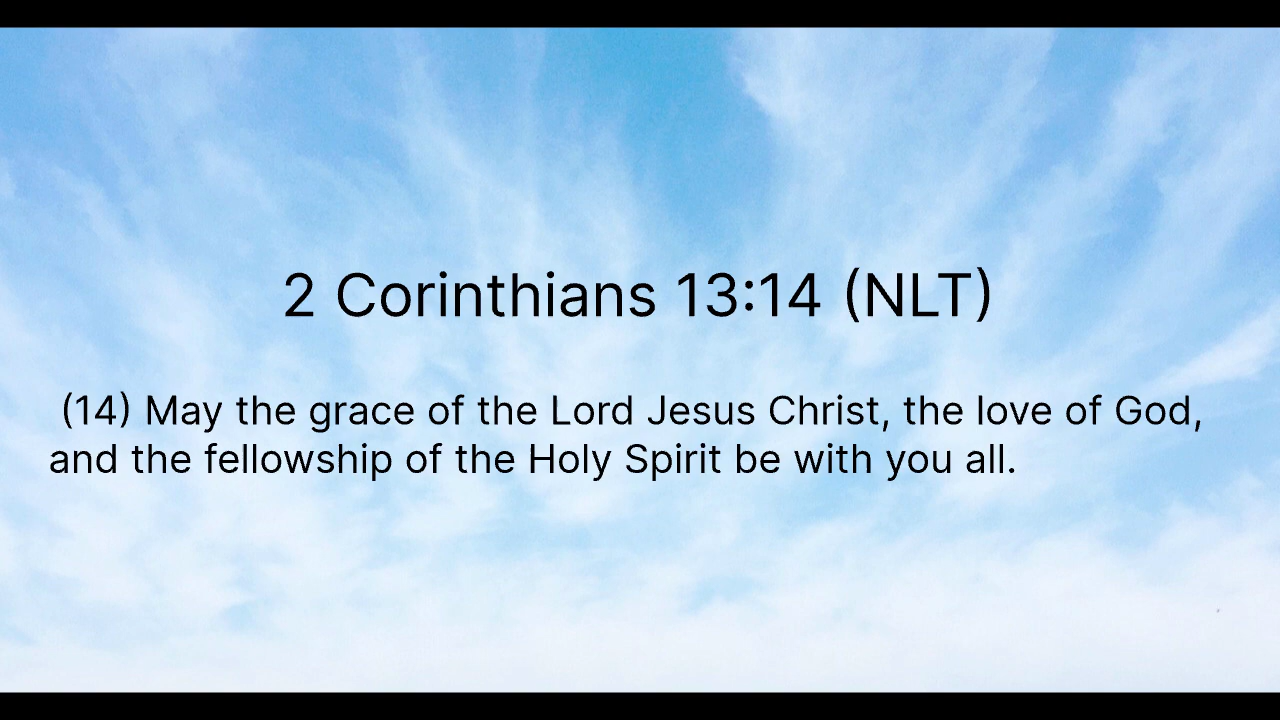 2 Corinthians 13:14 (NLT)
(14) May the grace of the Lord Jesus Christ, the love of God,
and the fellowship of the Holy Spirit be with you all.